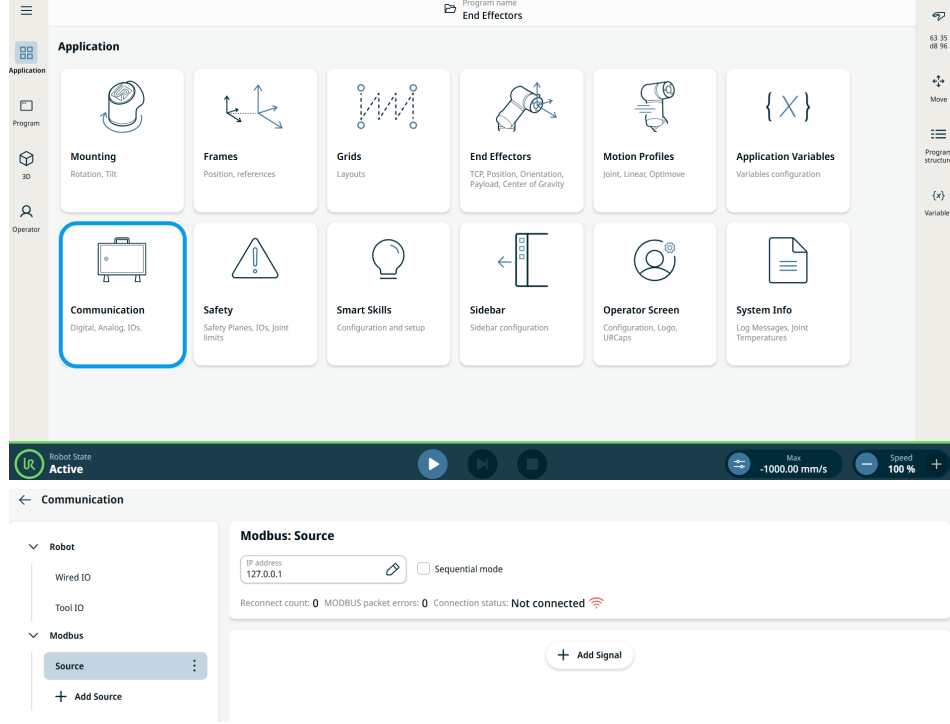 Program name
End Effectors
Application
63 35
d8 96
Application
Move
Program
Mounting
Rotation, Tilt
Frames
Position, references
Grids
Layouts
End Effectors
TCP, Position, Orientation,
Payload, Center of Gravity
Motion Profiles
Joint, Linear, Optimove
Application Variables
Variables configuration
Program
structure
3D
{x}
Variable
Operator
Communication
Digital, Analog, IOs.
Safety
Safety Planes, IOs, Joint
limits
Smart Skills
Configuration and setup
Sidebar
Sidebar configuration
Operator Screen
Configuration, Logo,
URCaps
System Info
Log Messages, Joint
Temperatures
{X}
UR
Robot State
Active
Max
-1000.00 mm/s
Speed
100 %
Communication
Robot
Wired IO
Tool IO
Modbus
Source
Add Source
Modbus: Source
IP address
127.0.0.1
Sequential mode
Reconnect count: 0 MODBUS packet errors: 0 Connection status: Not connected
Add Signal